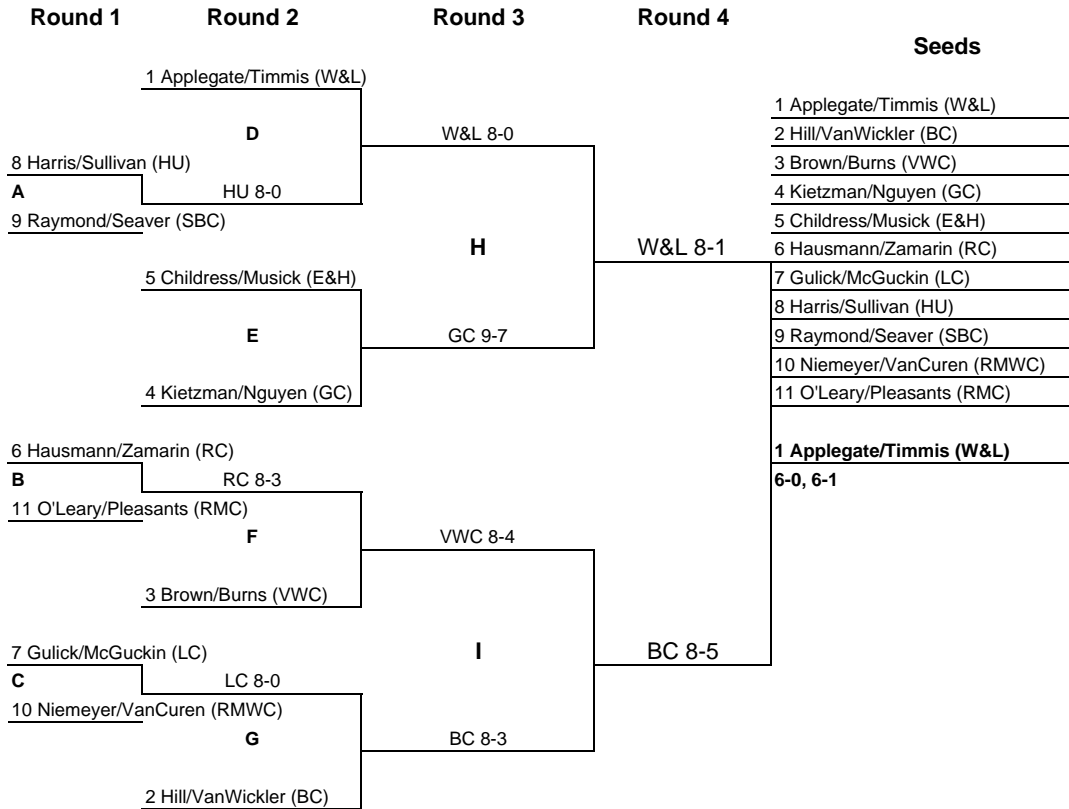 Round 1 Round 2 Round 3 Round 4
Seeds
1 Applegate/Timmis (W&L)
D
W&L 8-0
8 Harris/Sullivan (HU)
A
HU 8-0
9 Raymond/Seaver (SBC)
H
W&L 8-1
5 Childress/Musick (E&H)
E
GC 9-7
4 Kietzman/Nguyen (GC)
6 Hausmann/Zamarin (RC)
B
RC 8-3
11 O'Leary/Pleasants (RMC)
F
VWC 8-4
3 Brown/Burns (VWC)
7 Gulick/McGuckin (LC)
I
BC 8-5
C
LC 8-0
10 Niemeyer/VanCuren (RMWC)
G
BC 8-3
2 Hill/VanWickler (BC)
1 Applegate/Timmis (W&L)
2 Hill/VanWickler (BC)
3 Brown/Burns (VWC)
4 Kietzman/Nguyen (GC)
5 Childress/Musick (E&H)
6 Hausmann/Zamarin (RC)
7 Gulick/McGuckin (LC)
8 Harris/Sullivan (HU)
9 Raymond/Seaver (SBC)
10 Niemeyer/VanCuren (RMWC)
11 O'Leary/Pleasants (RMC)
1 Applegate/Timmis (W&L)
6-0, 6-1